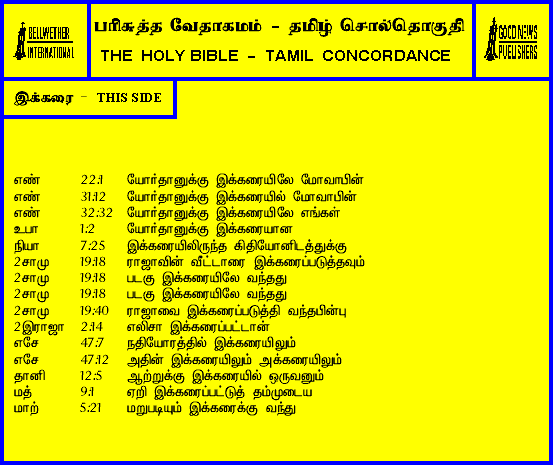 BELLWETHER INTERNATIONAL
பரிசுத்த வேதாகமம் - தமிழ் சொல்தொகுதி
THE HOLY BIBLE - TAMIL CONCORDANCE
GOOD NEWS PUBLISHERS
இக்கரை - THIS SIDE
எண் 22:1 யோர்தானுக்கு இக்கரையிலே மோவாபின்
எண் 31:12 யோர்தானுக்கு இக்கரையில் மோவாபின்
எண் 32:32 யோர்தானுக்கு இக்கரையிலே எங்கள்
உபா 1:2 யோர்தானுக்கு இக்கரையான
நியா 7:25 இக்கரையிலிருந்த கிதியோனிடத்துக்கு
2சாமு 19:18 ராஜாவின் வீட்டாரை இக்கரைப்படுத்தவும்
2சாமு 19:18 படகு இக்கரையிலே வந்தது
2சாமு 19:18 படகு இக்கரையிலே வந்தது
2சாமு 19:40 ராஜாவை இக்கரைப்படுத்தி வந்தபின்பு
2இராஜா 2:14 எலிசா இக்கரைப்பட்டான்
எசே 47:7 நதியோரத்தில் இக்கரையிலும்
எசே 47:12 அதின் இக்கரையிலும் அக்கரையிலும்
தானி 12:5 ஆற்றுக்கு இக்கரையில் ஒருவனும்
மத் 9:1 ஏறி இக்கரைப்பட்டுத் தம்முடைய
மாற் 5:21 மறுபடியும் இக்கரைக்கு வந்து